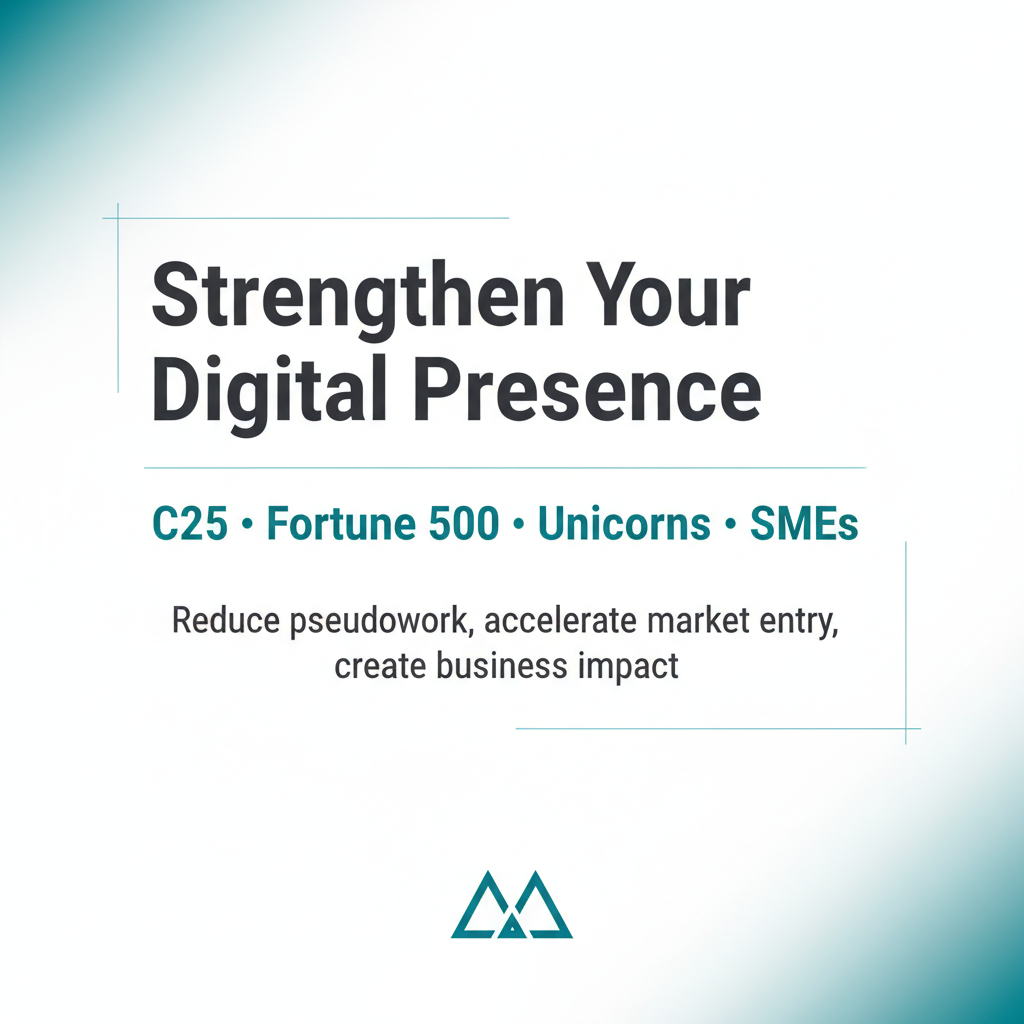 Strengthen Your
Digital Presence
C25 • Fortune 500 • Unicorns • SMEs
Reduce pseudowork, accelerate market entry,
create business impact